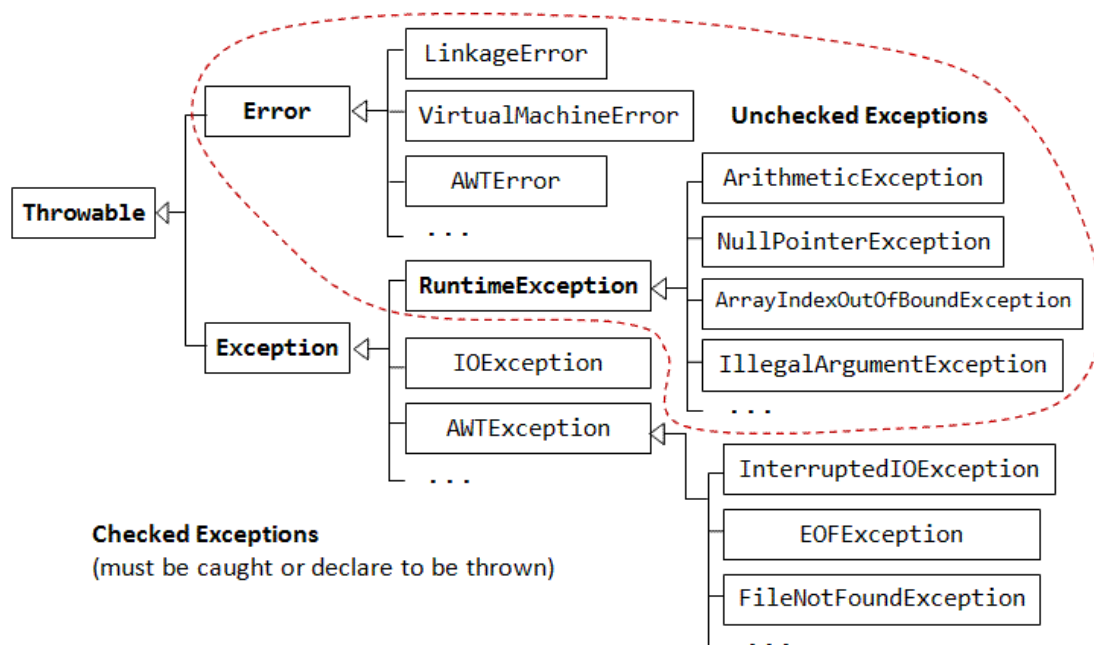 LinkageError
Error
VirtualMachineError
Unchecked Exceptions
AWTError
ArithmeticException
Throwable
...
NullPointerException
RuntimeException
ArrayIndexOutOfBoundException
Exception
IOException
IllegalArgumentException
...
AWTException
...
InterruptedIOException
Checked Exceptions
(must be caught or declare to be thrown)
EOFException
FileNotFoundException
...